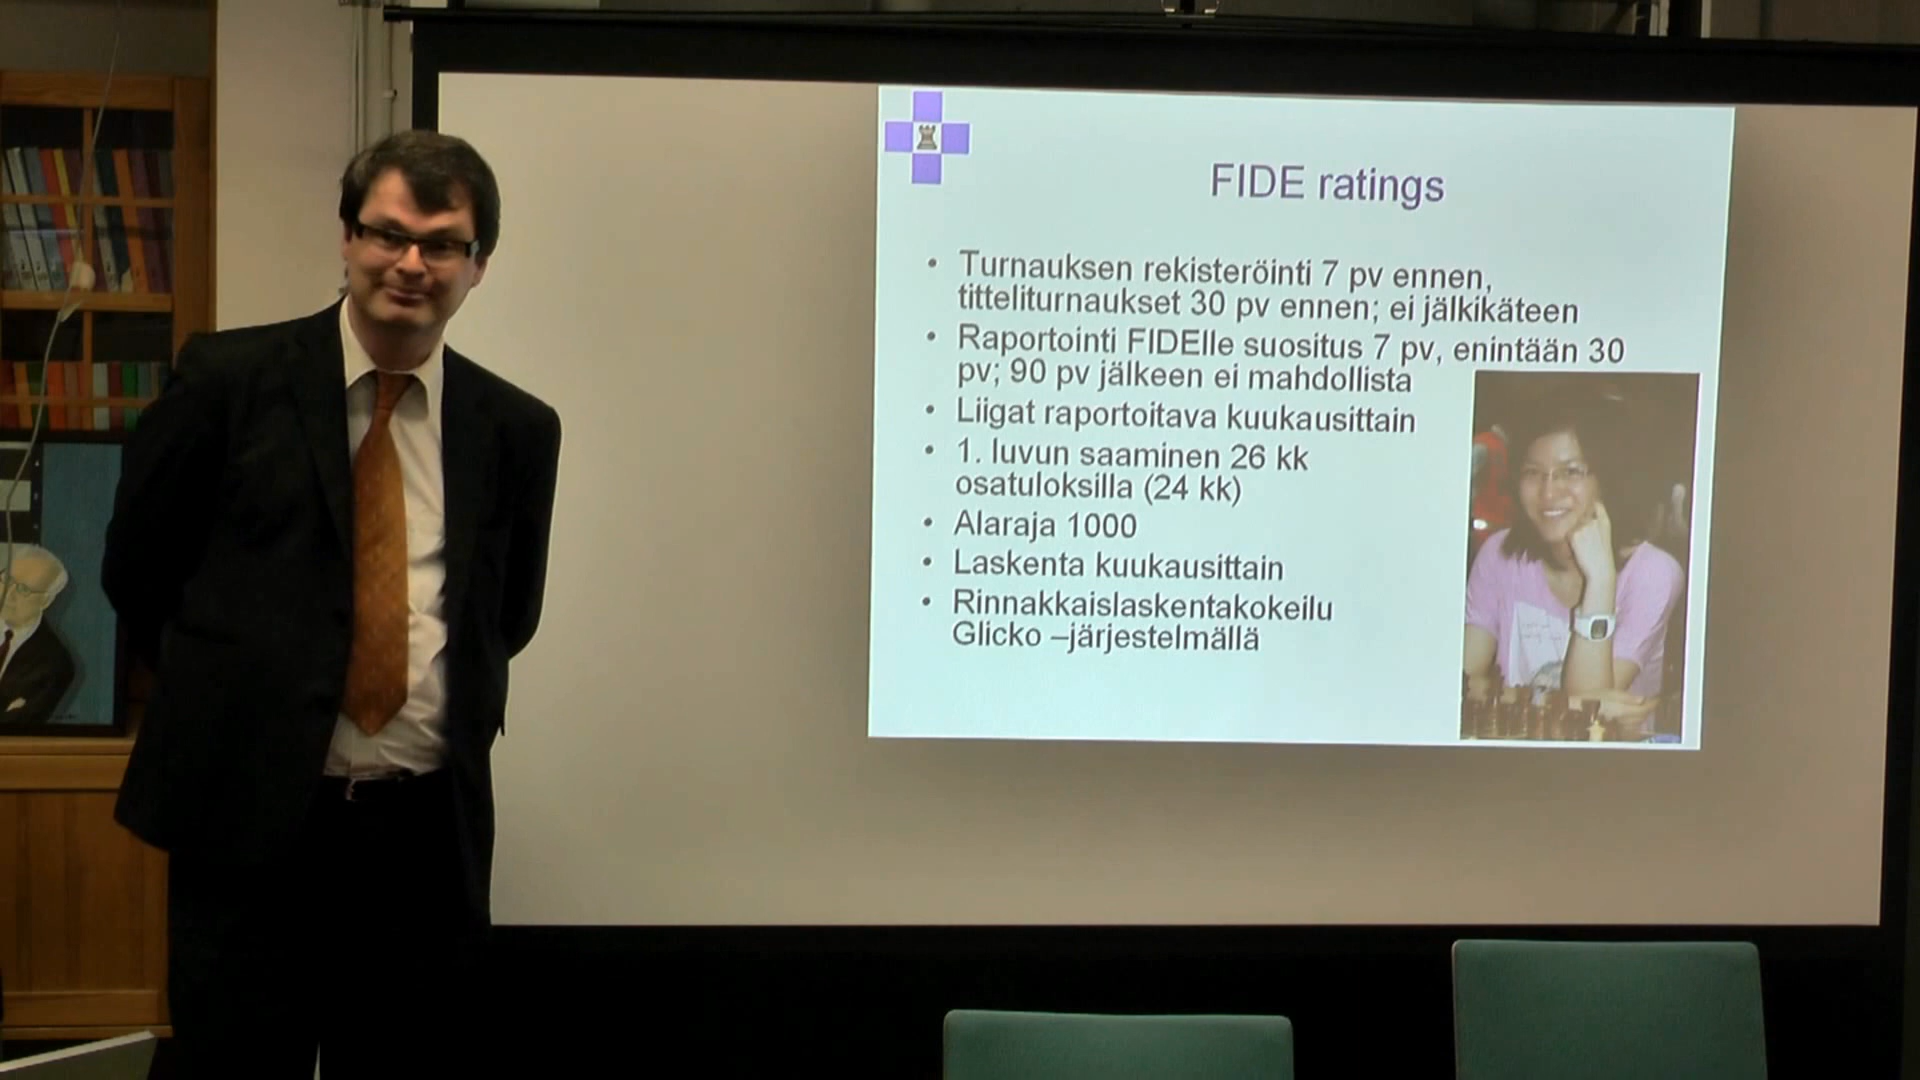 FIDE ratings
• Turnauksen rekisteröinti 7 pv ennen,
titteliturnaukset 30 pv ennen; ei jälkikäteen
• Raportointi FIDElle suositus 7 pv, enintään 30
pv; 90 pv jälkeen ei mahdollista
• Liigat raportoitava kuukausittain
• 1. luvun saaminen 26 kk
osatuloksilla (24 kk)
• Alaraja 1000
• Laskenta kuukausittain
• Rinnakkaislaskentakokeilu
Glicko –järjestelmällä